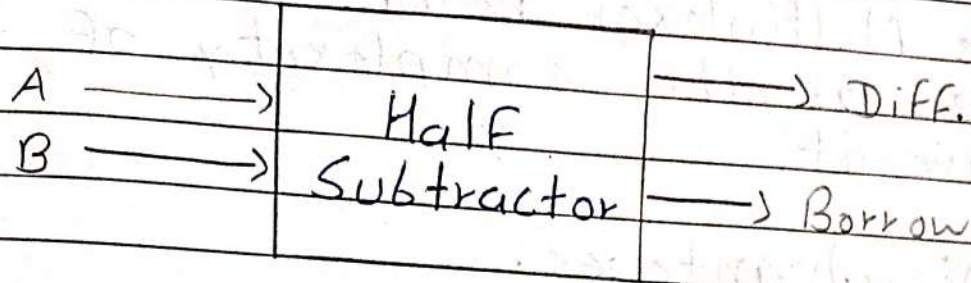 A → Half → Diff.
B → Subtractor → Borrow